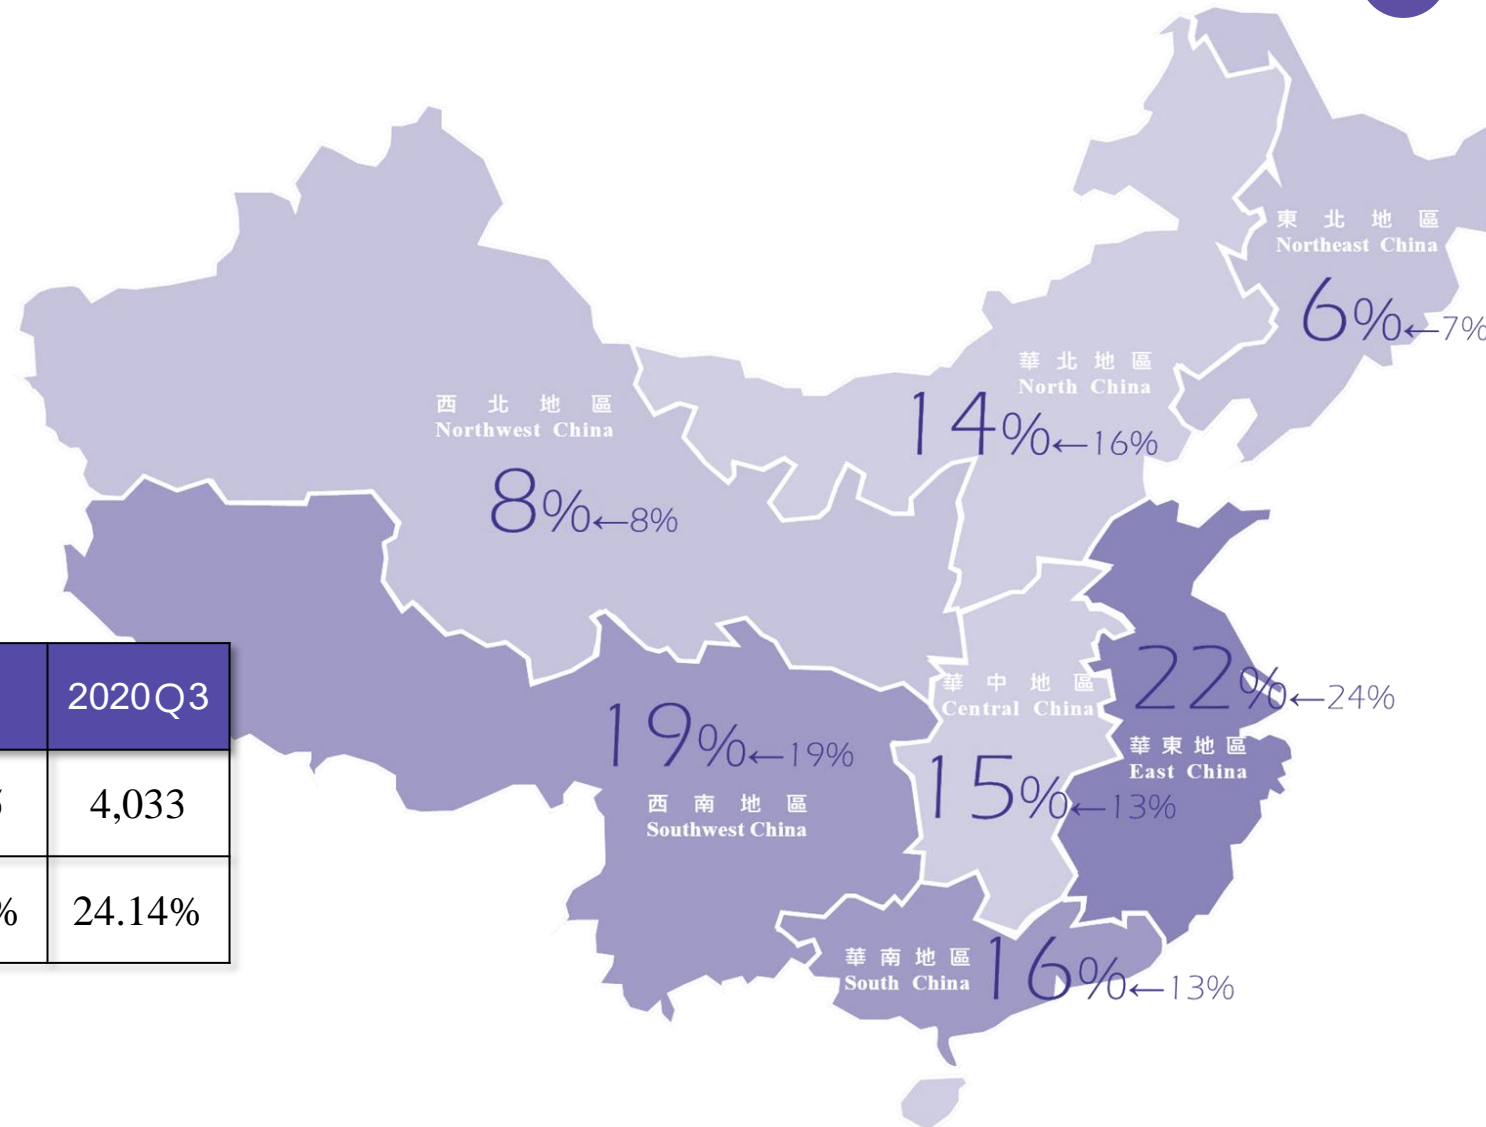 東北地區
Northeast China
6%←7%
華北地區
North China
14%←16%
西北地區
Northwest China
8%←8%
22%←24%
華東地區
East China
華中地區
Central China
15%←13%
19%←19%
西南地區
Southwest China
華南地區
South China
16%←13%
2020Q3
4,033
% 24.14%